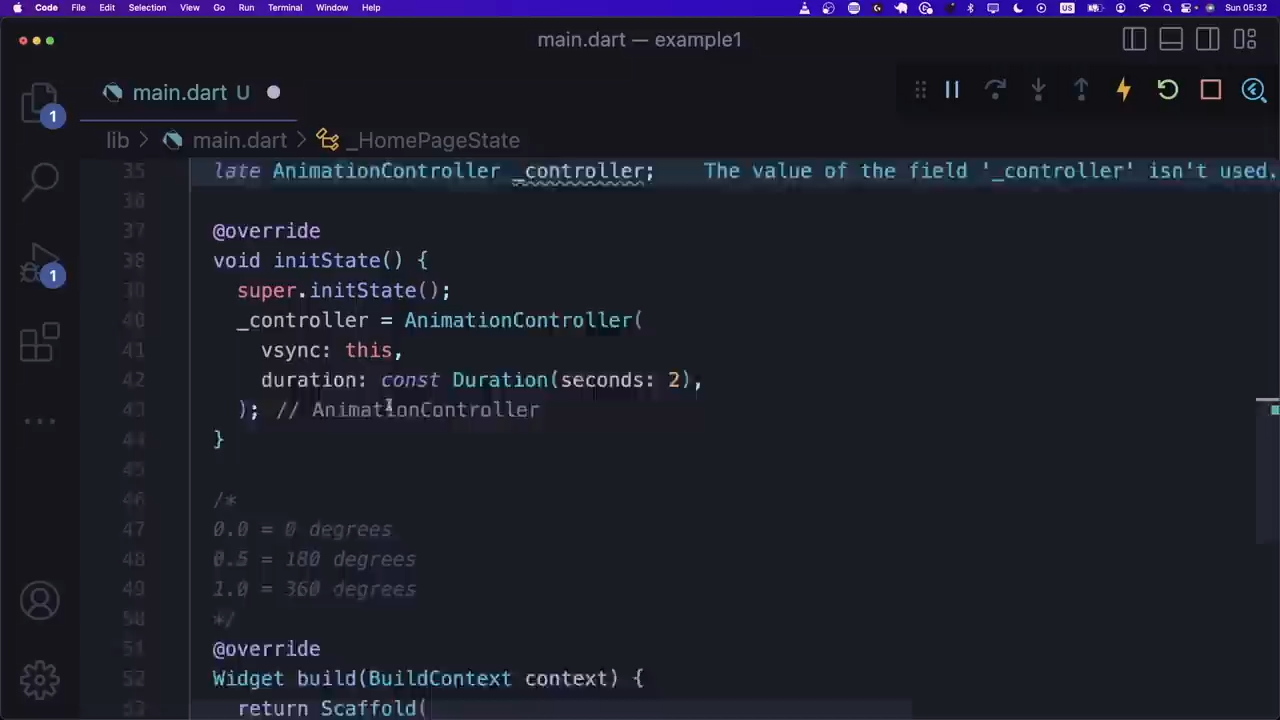 Code File Edit Selection View Go Run Terminal Window Help US Sun 05:32
main.dart — example1
main.dart U
1
lib > main.dart > _HomePageState
35 late AnimationController _controller; The value of the field '_controller' isn't used.
36
37 @override
38 void initState() {
39 super.initState();
1
40 _controller = AnimationController(
41 vsync: this,
42 duration: const Duration(seconds: 2),
43 ); // AnimationController
44 }
45
46 /*
47 0.0 = 0 degrees
48 0.5 = 180 degrees
49 1.0 = 360 degrees
50 */
51 @override
52 Widget build(BuildContext context) {
53 return Scaffold(